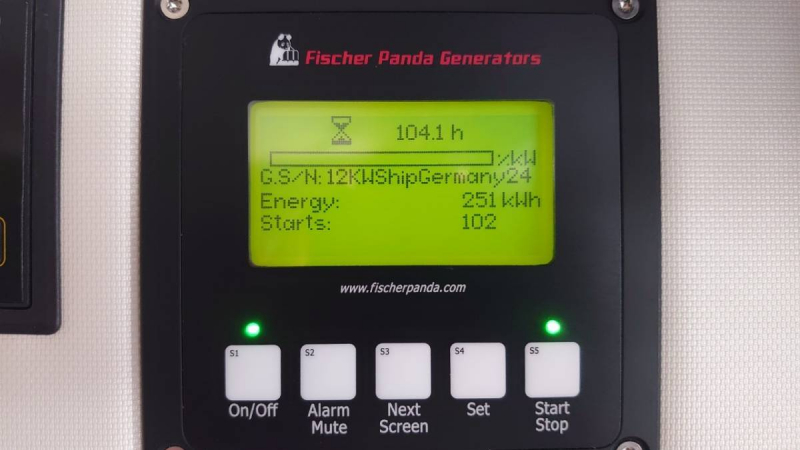 Fischer Panda Generators
104.1 h
%kW
G.S/N: 12KWShipGermany24
Energy: 251 kWh
Starts: 102
www.fischerpanda.com
S1 S2 S3 S4 S5
On/Off Alarm Mute Next Screen Set Start Stop